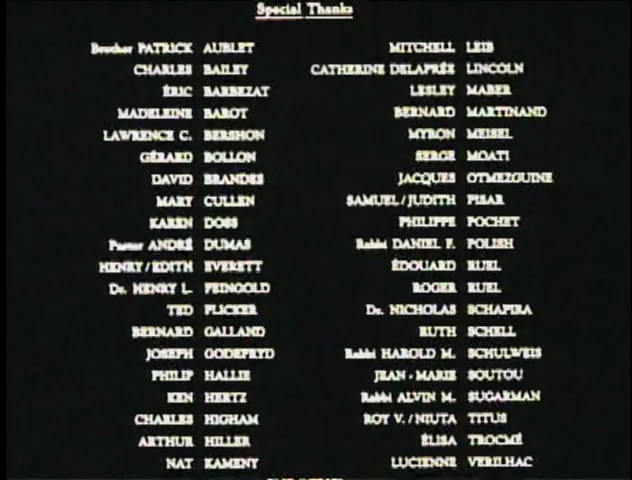 Special Thanks
Brother PATRICK AUBLET
CHARLES BAILEY
ÉRIC BARBEZAT
MADELEINE BAROT
LAWRENCE C. BERSHON
GÉRARD BOLLON
DAVID BRANDES
MARY CULLEN
KAREN DOSS
Pastor ANDRÉ DUMAS
HENRY / EDITH EVERETT
Dr. HENRY L. FEINGOLD
TED FLICKER
BERNARD GALLAND
JOSEPH GODEFRYD
PHILIP HALLIE
KEN HERTZ
CHARLES HIGHAM
ARTHUR HILLER
NAT KAMENY
MITCHELL LEIB
CATHERINE DELAPRÉE LINCOLN
LESLEY MABER
BERNARD MARTINAND
MYRON MEISEL
SERGE MOATI
JACQUES OTMEZGUINE
SAMUEL / JUDITH PISAR
PHILIPPE POCHET
Rabbi DANIEL F. POLISH
ÉDOUARD RUEL
ROGER RUEL
Dr. NICHOLAS SCHAPIRA
RUTH SCHELL
Rabbi HAROLD M. SCHULWEIS
JEAN - MARIE SOUTOU
Rabbi ALVIN M. SUGARMAN
ROY V. / NIUTA TITUS
ÉLISA TROCMÉ
LUCIENNE VERILHAC